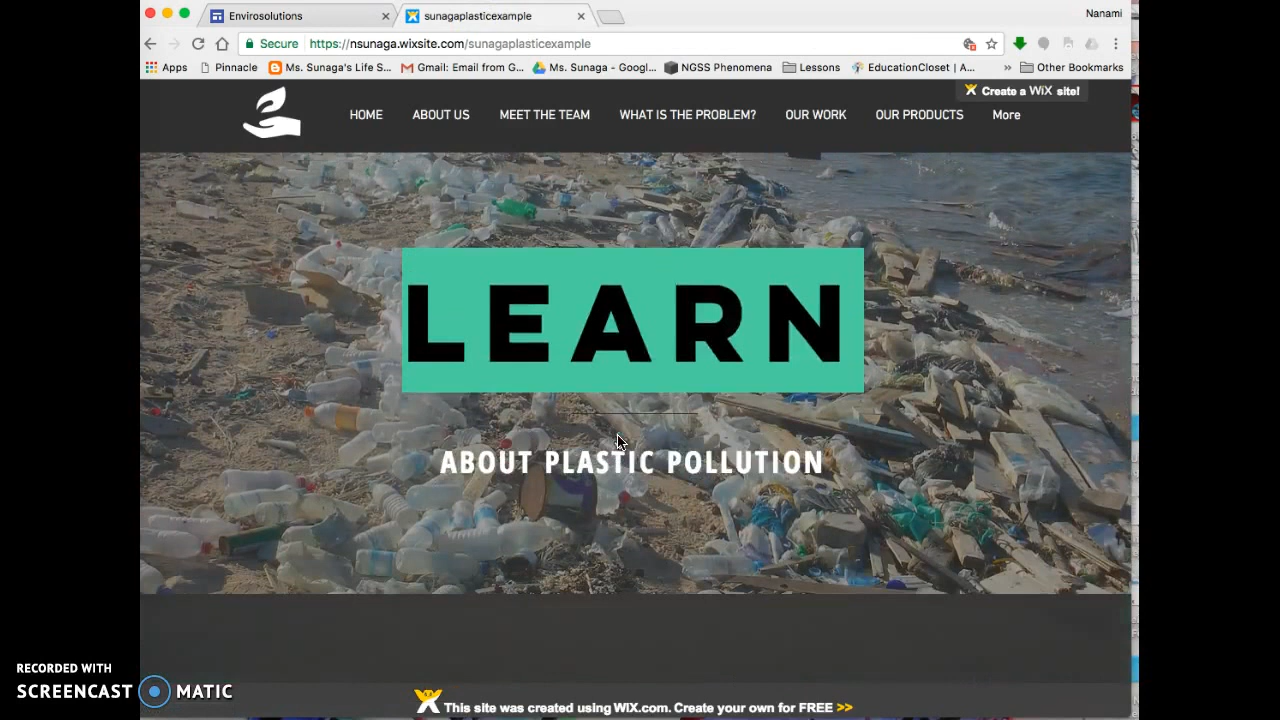 Envirosolutions
sunagaplasticexample
Nanami
Secure https://nsunaga.wixsite.com/sunagaplasticexample
Apps Pinnacle Ms. Sunaga's Life S... Gmail: Email from G... Ms. Sunaga - Googl... NGSS Phenomena Lessons EducationCloset | A... » Other Bookmarks
Create a WiX site!
HOME ABOUT US MEET THE TEAM WHAT IS THE PROBLEM? OUR WORK OUR PRODUCTS More
LEARN
ABOUT PLASTIC POLLUTION
RECORDED WITH
SCREENCAST MATIC
This site was created using WIX.com. Create your own for FREE >>